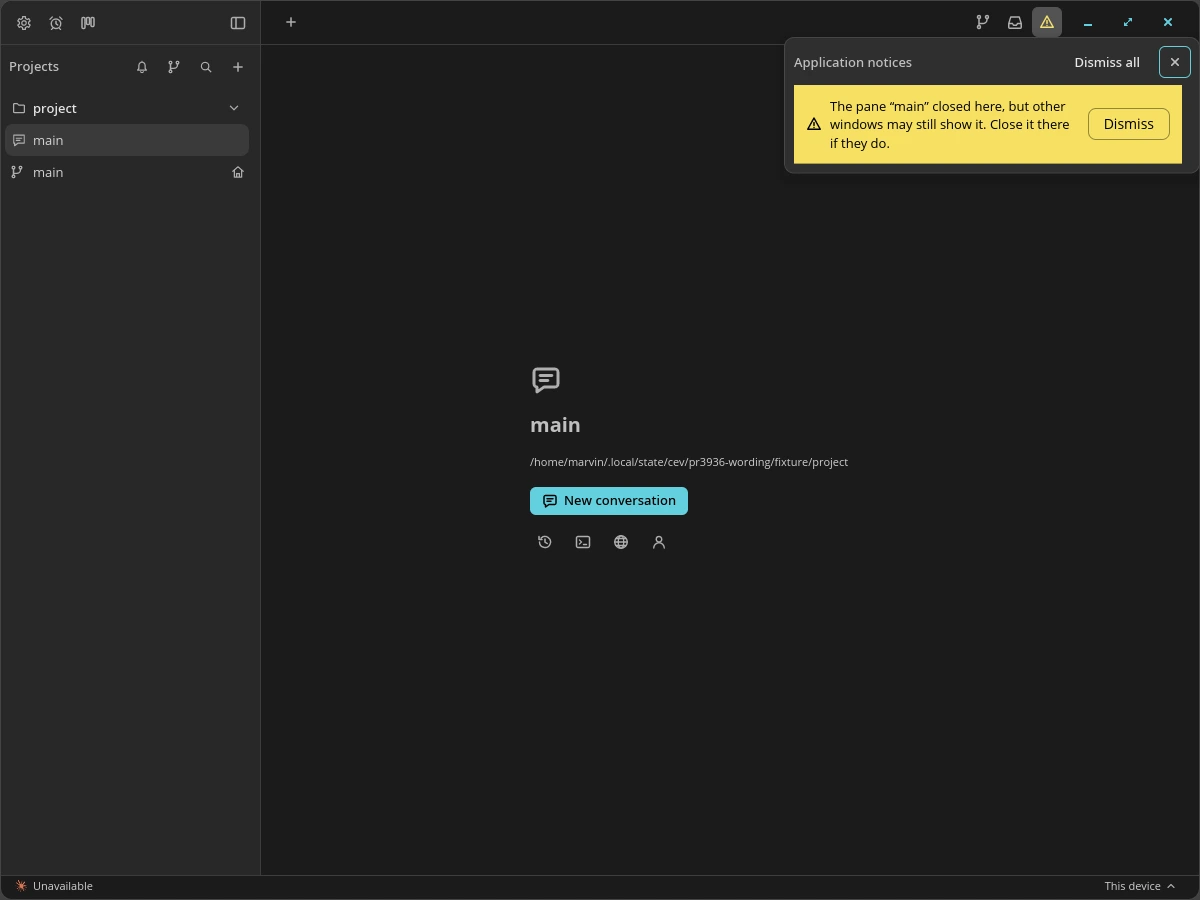 Projects
project
main
main
Application notices
Dismiss all
The pane “main” closed here, but other
windows may still show it. Close it there
if they do.
Dismiss
main
/home/marvin/.local/state/cev/pr3936-wording/fixture/project
New conversation
Unavailable
This device